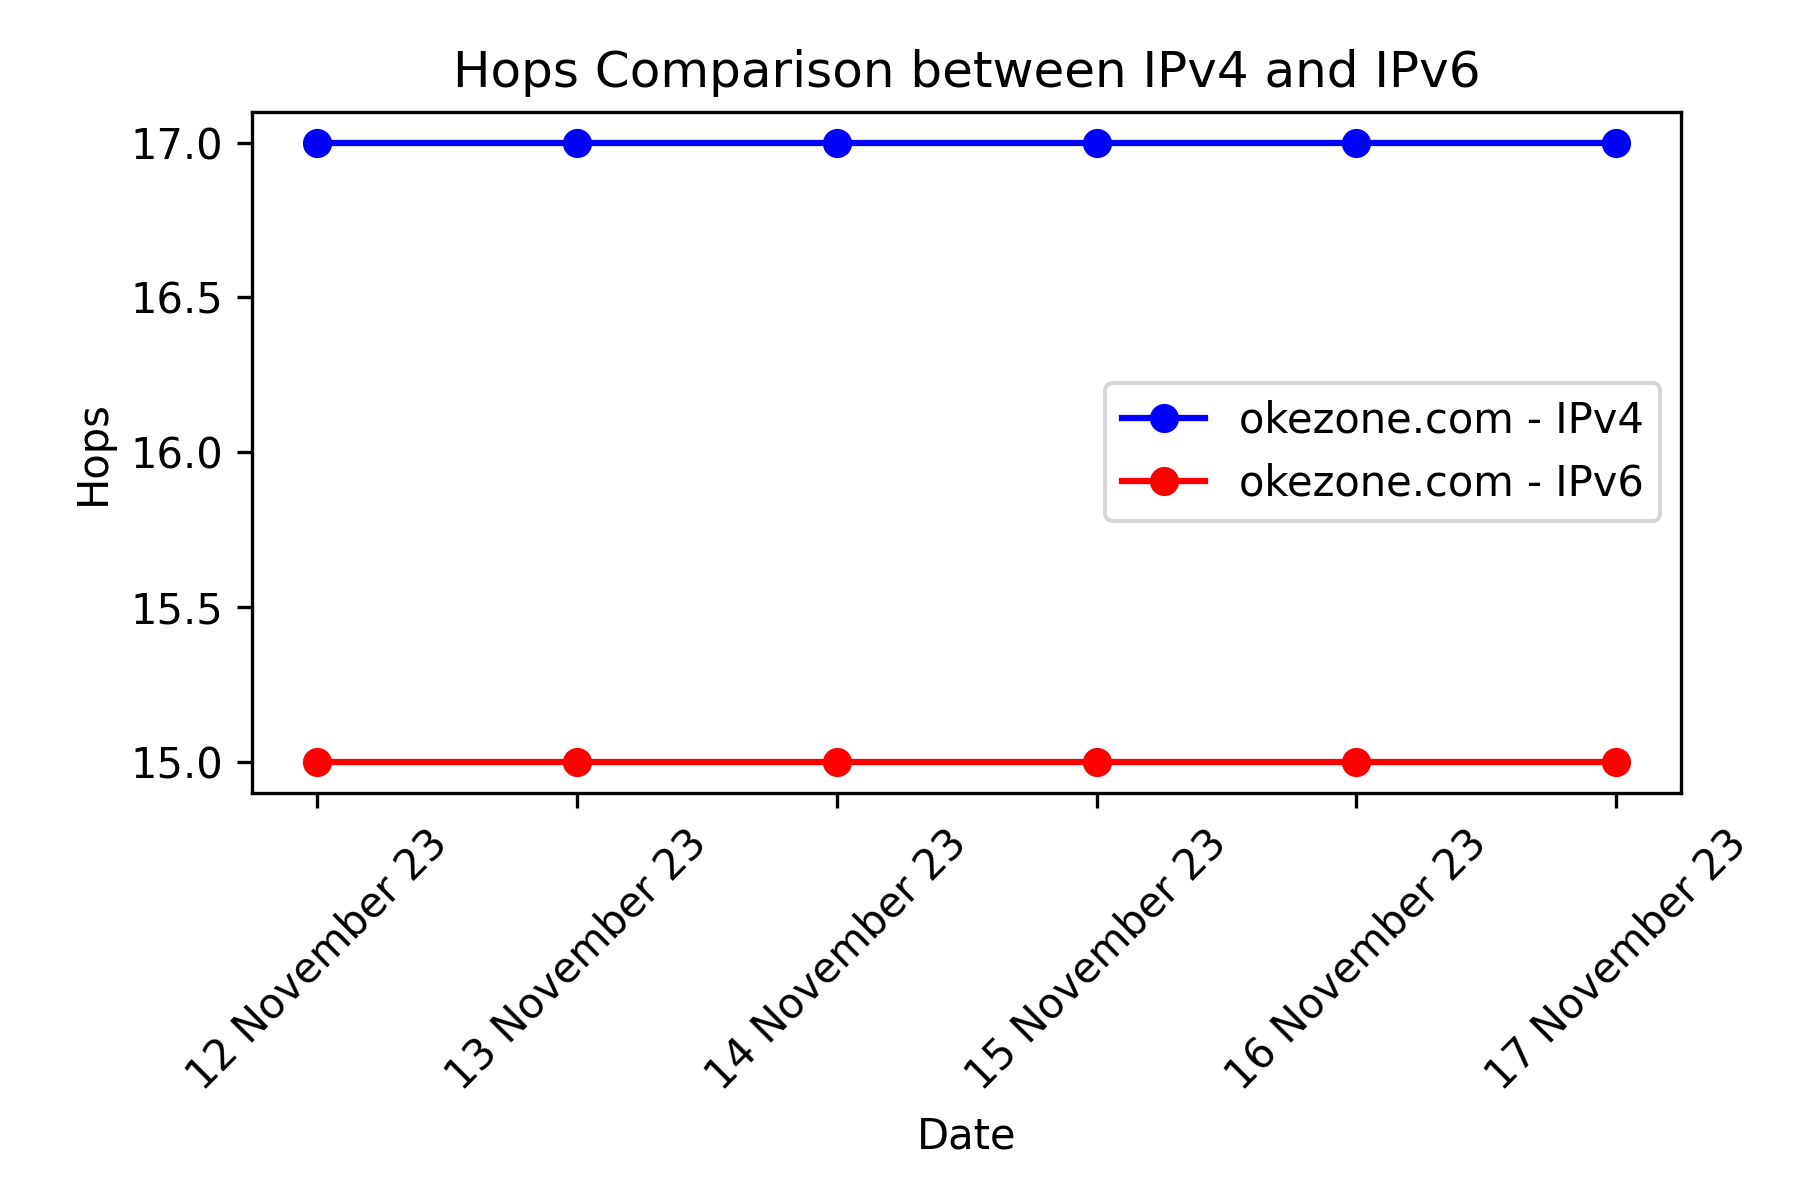 Hops Comparison between IPv4 and IPv6
17.0
16.5
16.0
15.5
15.0
Hops
okezone.com - IPv4
okezone.com - IPv6
12 November 23
13 November 23
14 November 23
15 November 23
16 November 23
17 November 23
Date